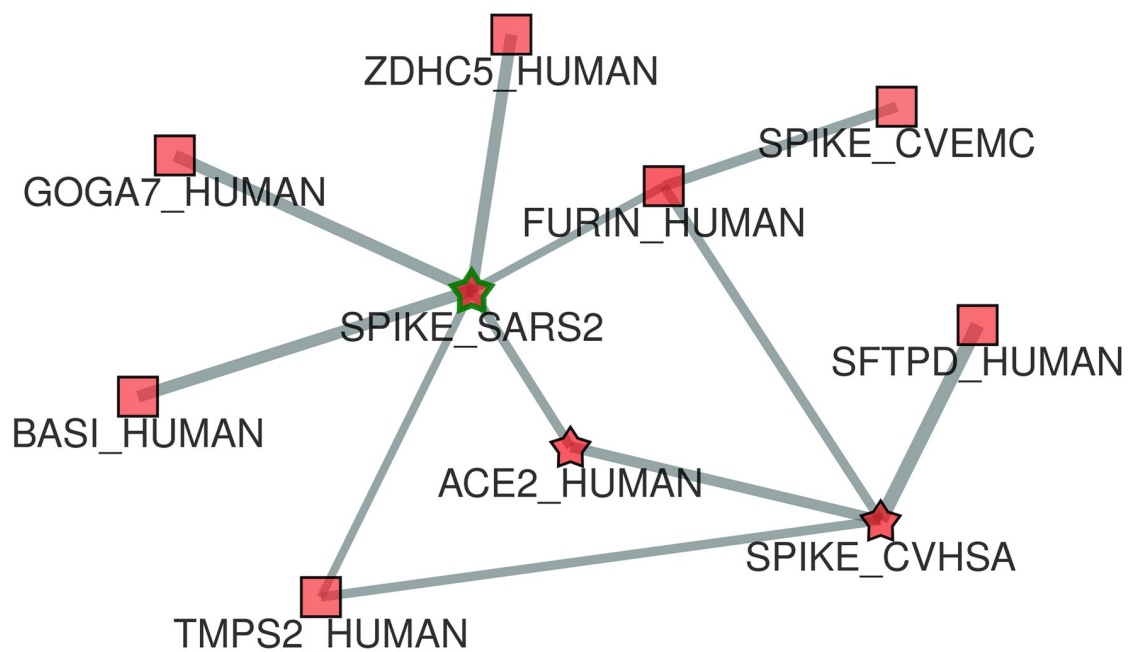 ZDHC5_HUMAN
SPIKE_CVEMC
GOGA7_HUMAN
FURIN_HUMAN
SPIKE_SARS2
SFTPD_HUMAN
BASI_HUMAN
ACE2_HUMAN
SPIKE_CVHSA
TMPS2_HUMAN